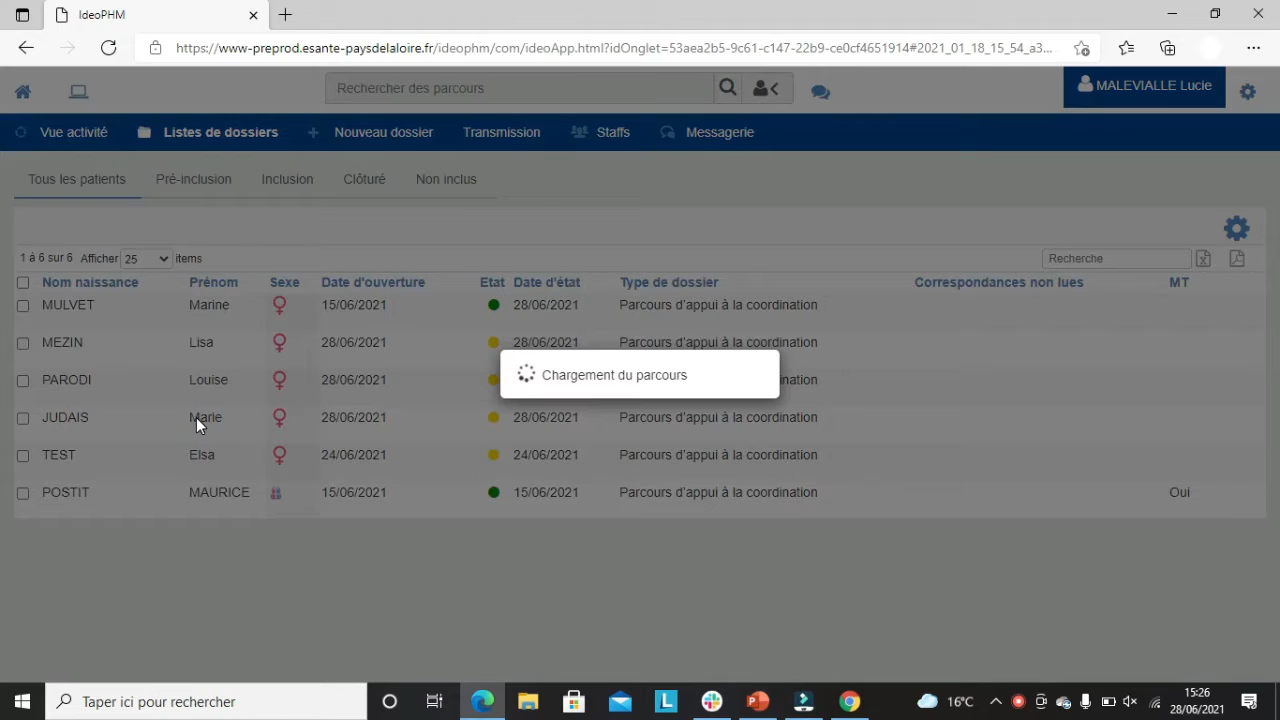 IdeoPHM
https://www-preprod.esante-paysdelaloire.fr/ideophm/com/ideoApp.html?idOnglet=53aea2b5-9c61-c147-22b9-ce0cf4651914#2021_01_18_15_54_a3...
Rechercher des parcours
MALEVIALLE Lucie
Vue activité Listes de dossiers Nouveau dossier Transmission Staffs Messagerie
Tous les patients Pré-inclusion Inclusion Clôturé Non inclus
1 à 6 sur 6 Afficher 25 items Recherche
Nom naissance Prénom Sexe Date d'ouverture Etat Date d'état Type de dossier Correspondances non lues MT
MULVET Marine 15/06/2021 28/06/2021 Parcours d'appui à la coordination
MEZIN Lisa 28/06/2021 28/06/2021 Parcours d'appui à la coordination
Chargement du parcours
PARODI Louise 28/06/2021 ination
JUDAIS Marie 28/06/2021 28/06/2021 Parcours d'appui à la coordination
TEST Elsa 24/06/2021 24/06/2021 Parcours d'appui à la coordination
POSTIT MAURICE 15/06/2021 15/06/2021 Parcours d'appui à la coordination Oui
Taper ici pour rechercher
16°C
15:26
28/06/2021